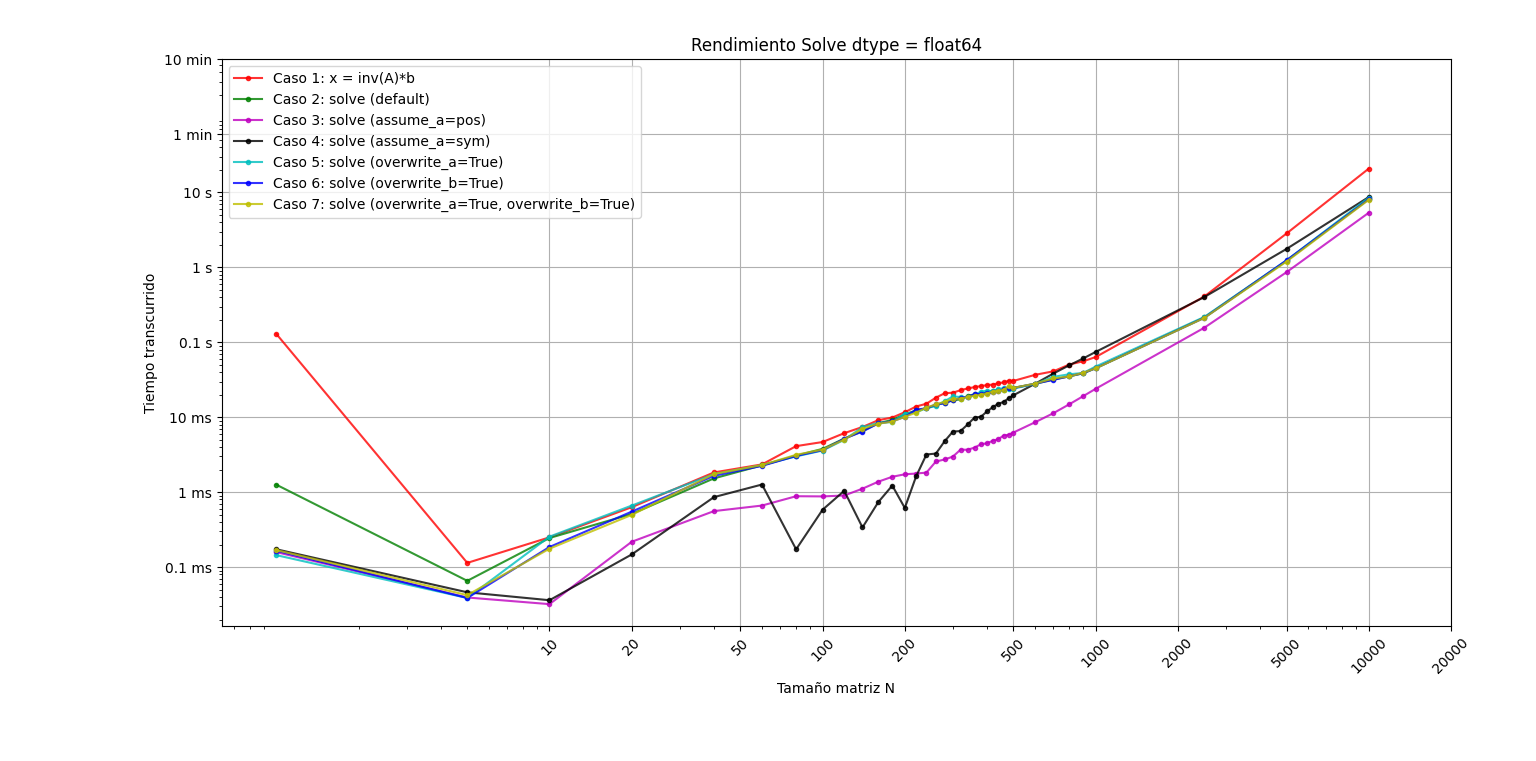 Rendimiento Solve dtype = float64
10 min
1 min
10 s
1 s
0.1 s
10 ms
1 ms
0.1 ms
Tiempo transcurrido
Caso 1: x = inv(A)*b
Caso 2: solve (default)
Caso 3: solve (assume_a=pos)
Caso 4: solve (assume_a=sym)
Caso 5: solve (overwrite_a=True)
Caso 6: solve (overwrite_b=True)
Caso 7: solve (overwrite_a=True, overwrite_b=True)
10
20
50
100
200
500
1000
2000
5000
10000
20000
Tamaño matriz N